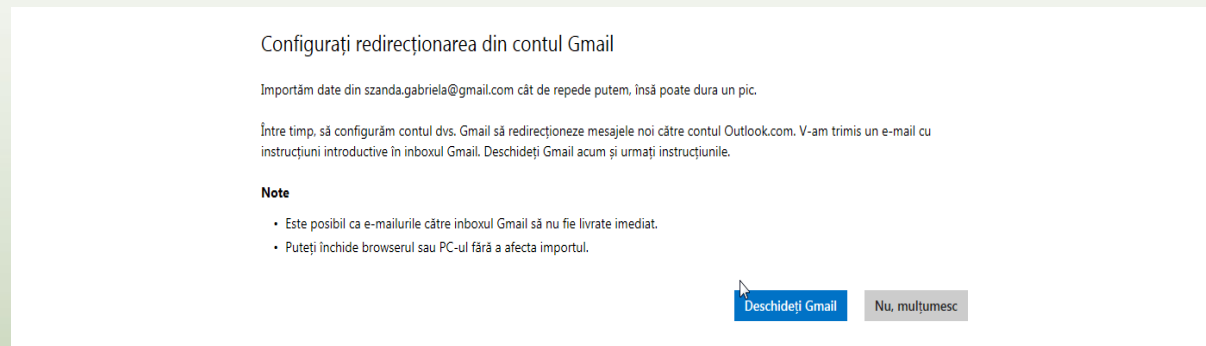 Configurați redirecționarea din contul Gmail
Importăm date din szanda.gabriela@gmail.com cât de repede putem, însă poate dura un pic.
Între timp, să configurăm contul dvs. Gmail să redirecționeze mesajele noi către contul Outlook.com. V-am trimis un e-mail cu
instrucțiuni introductive în inboxul Gmail. Deschideți Gmail acum și urmați instrucțiunile.
Note
• Este posibil ca e-mailurile către inboxul Gmail să nu fie livrate imediat.
• Puteți închide browserul sau PC-ul fără a afecta importul.
Deschideți Gmail Nu, mulțumesc